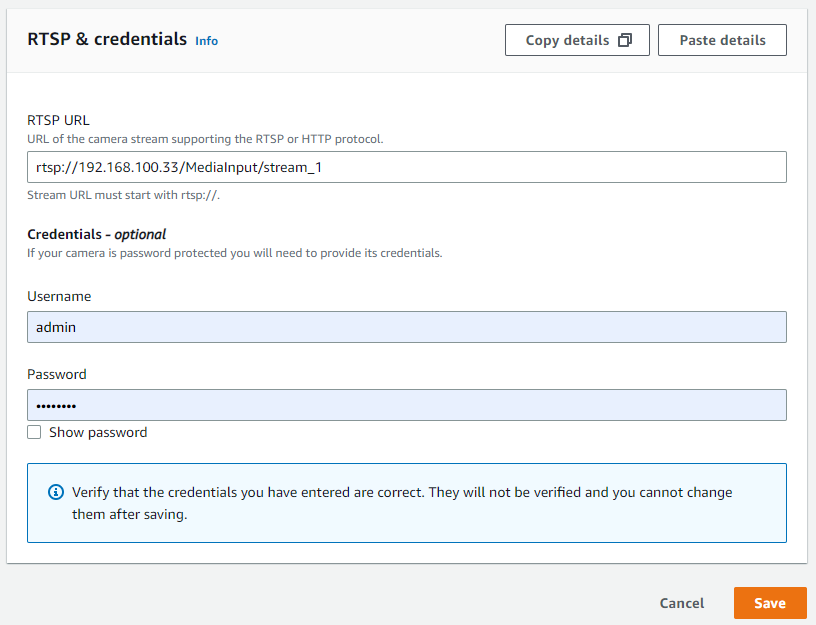 RTSP & credentials Info
Copy details
Paste details
RTSP URL
URL of the camera stream supporting the RTSP or HTTP protocol.
rtsp://192.168.100.33/MediaInput/stream_1
Stream URL must start with rtsp://.
Credentials - optional
If your camera is password protected you will need to provide its credentials.
Username
admin
Password
••••••••
Show password
Verify that the credentials you have entered are correct. They will not be verified and you cannot change
them after saving.
Cancel
Save